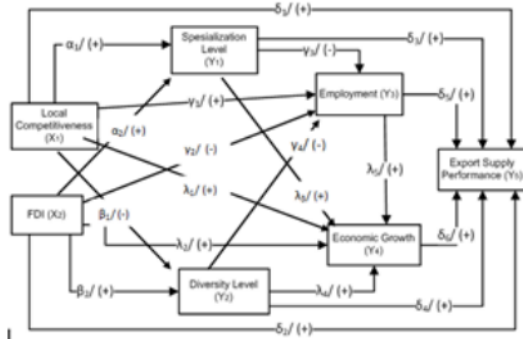 δ₁/ (+)
α₁/ (+)
Spesialization
Level
(Y₁)
δ₃/ (+)
γ₃/ (-)
Local
Competitiveness
(X₁)
γ₁/ (+)
Employment (Y₃)
δ₅/ (+)
α₂/ (+)
γ₂/ (-)
γ₄/ (-)
λ₁/ (+)
λ₅/ (+)
Export Supply
Performance (Y₅)
FDI (X₂)
β₁/ (-)
(+)
λ₂/ (+)
Economic Growth
(Y₄)
δ₆/ (+)
β₂/ (+)
Diversity Level
(Y₂)
λ₄/ (+)
δ₄/ (+)
δ₂/ (+)